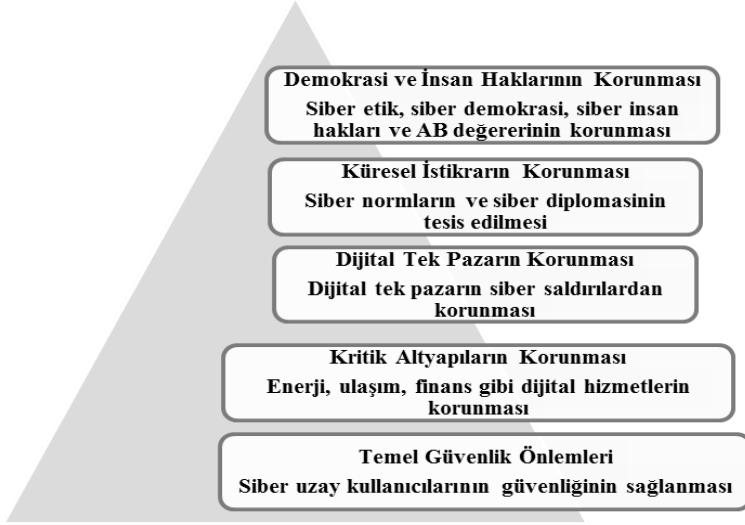 Demokrasi ve İnsan Haklarının Korunması
Siber etik, siber demokrasi, siber insan
hakları ve AB değererinin korunması
Küresel İstikrarın Korunması
Siber normların ve siber diplomasinin
tesis edilmesi
Dijital Tek Pazarın Korunması
Dijital tek pazarın siber saldırılardan
korunması
Kritik Altyapıların Korunması
Enerji, ulaşım, finans gibi dijital hizmetlerin
korunması
Temel Güvenlik Önlemleri
Siber uzay kullanıcılarının güvenliğinin sağlanması